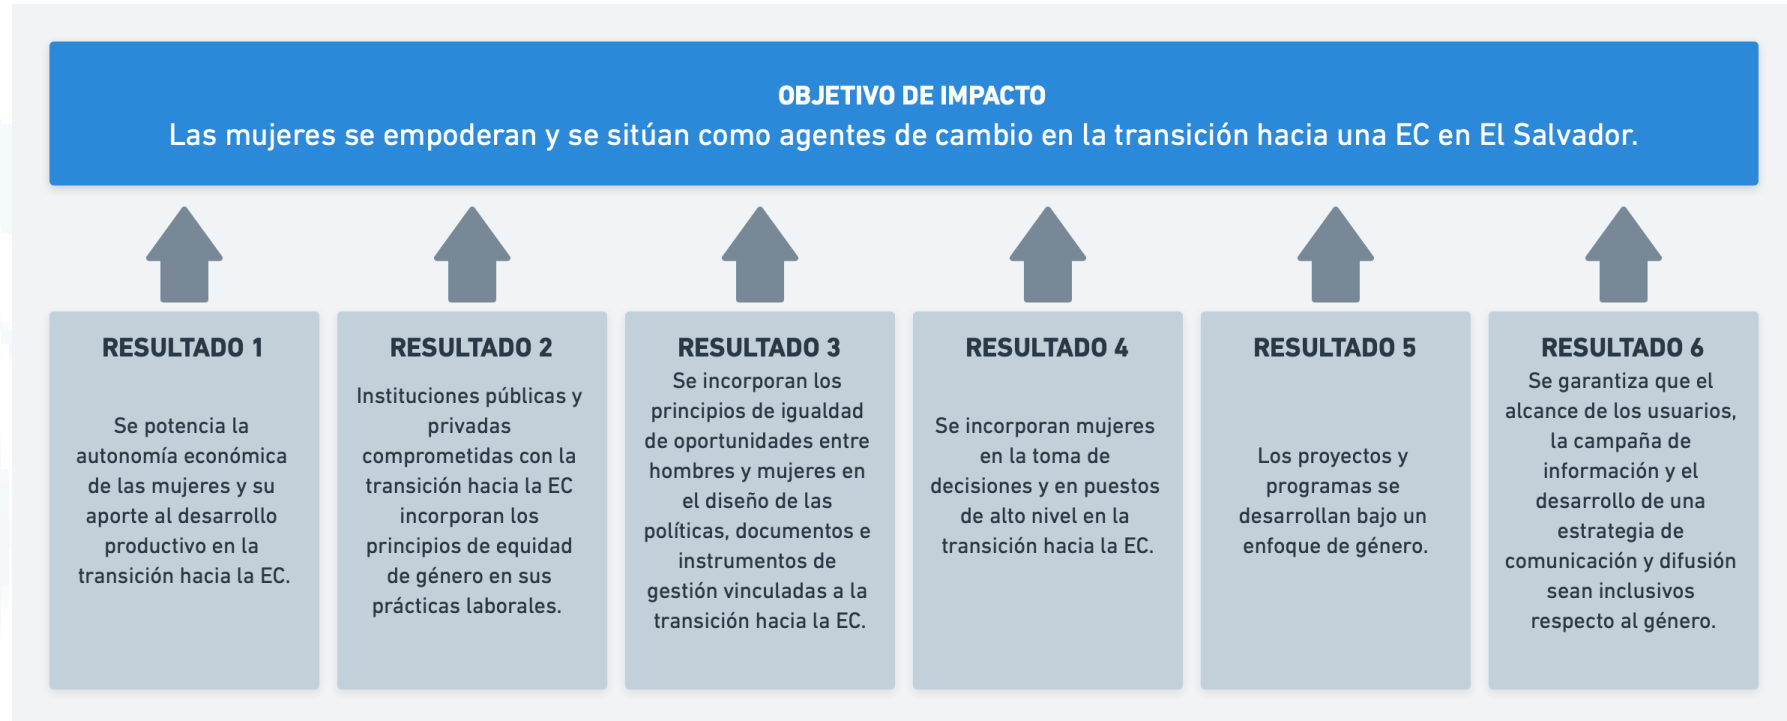 OBJETIVO DE IMPACTO
Las mujeres se empoderan y se sitúan como agentes de cambio en la transición hacia una EC en El Salvador.
RESULTADO 1
Se potencia la
autonomía económica
de las mujeres y su
aporte al desarrollo
productivo en la
transición hacia la EC.
RESULTADO 2
Instituciones públicas y
privadas
comprometidas con la
transición hacia la EC
incorporan los
principios de equidad
de género en sus
prácticas laborales.
RESULTADO 3
Se incorporan los
principios de igualdad
de oportunidades entre
hombres y mujeres en
el diseño de las
políticas, documentos e
instrumentos de
gestión vinculadas a la
transición hacia la EC.
RESULTADO 4
Se incorporan mujeres
en la toma de
decisiones y en puestos
de alto nivel en la
transición hacia la EC.
RESULTADO 5
Los proyectos y
programas se
desarrollan bajo un
enfoque de género.
RESULTADO 6
Se garantiza que el
alcance de los usuarios,
la campaña de
información y el
desarrollo de una
estrategia de
comunicación y difusión
sean inclusivos
respecto al género.